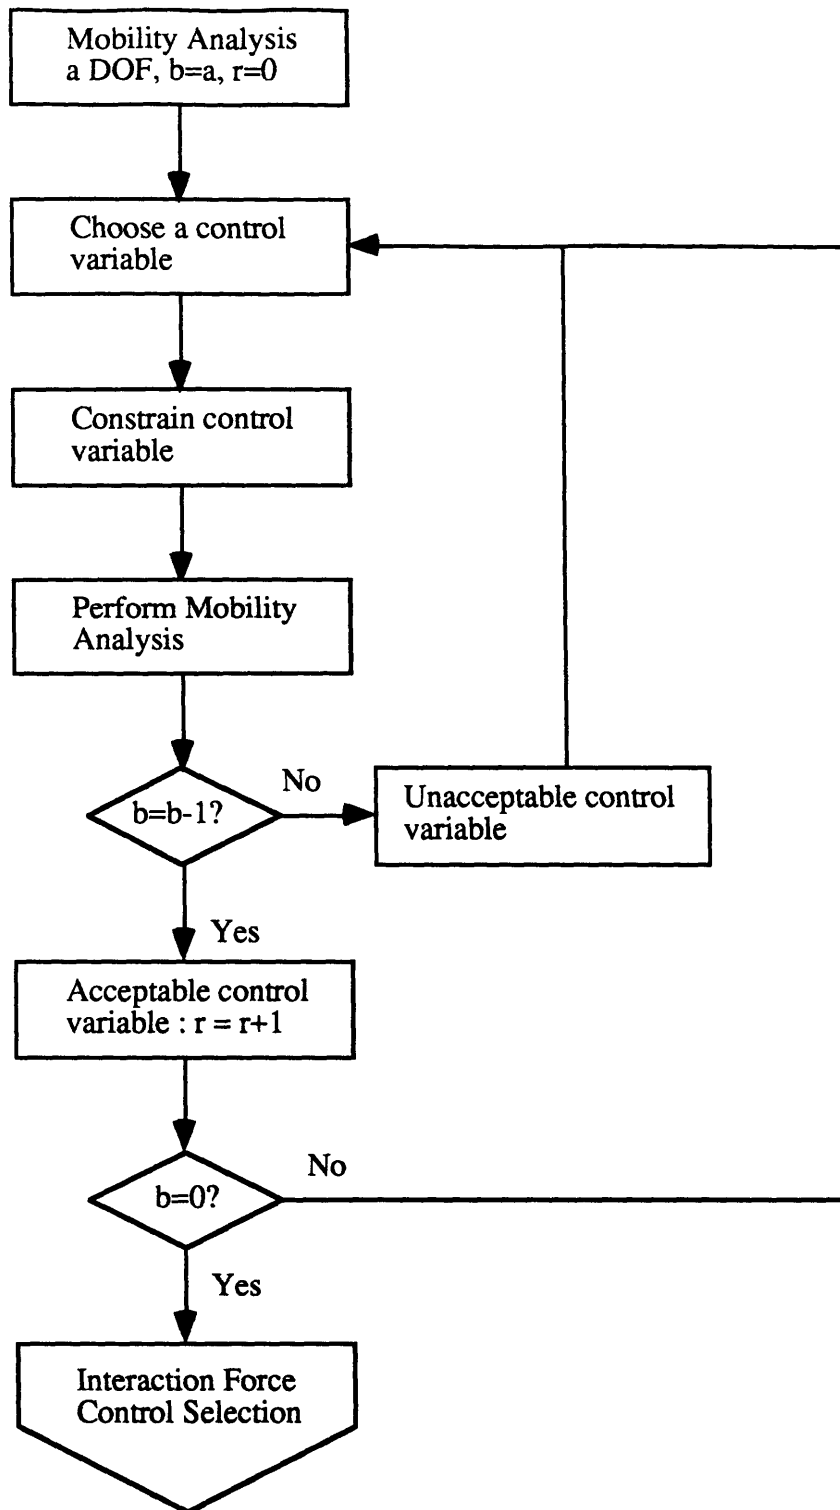 Mobility Analysis
a DOF, b=a, r=0
Choose a control
variable
Constrain control
variable
Perform Mobility
Analysis
b=b-1?
No
Unacceptable control
variable
Yes
Acceptable control
variable : r = r+1
b=0?
No
Yes
Interaction Force
Control Selection